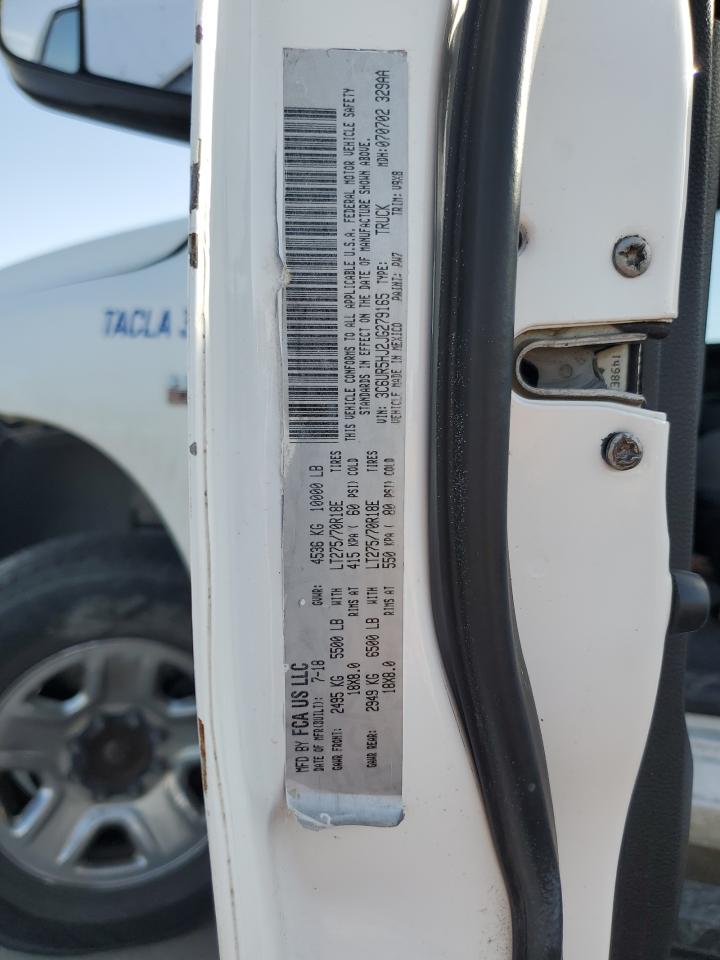 MFD BY FCA US LLC
DATE OF MFR(BUILT): 7-18 GVWR: 4536 KG 10000 LB
GAWR FRONT: 2495 KG 5500 LB WITH LT275/70R18E TIRES
18X8.0 RIMS AT 415 KPA( 60 PSI) COLD
GAWR REAR: 2949 KG 6500 LB WITH LT275/70R18E TIRES
18X8.0 RIMS AT 550 KPA( 80 PSI) COLD
THIS VEHICLE CONFORMS TO ALL APPLICABLE U.S.A. FEDERAL MOTOR VEHICLE SAFETY
STANDARDS IN EFFECT ON THE DATE OF MANUFACTURE SHOWN ABOVE.
VIN: 3C6UR5HJ2JG279165 TYPE: TRUCK MDH: 070702 329AA
VEHICLE MADE IN MEXICO PAINT: PW7 TRIM: V9X8
TACLA